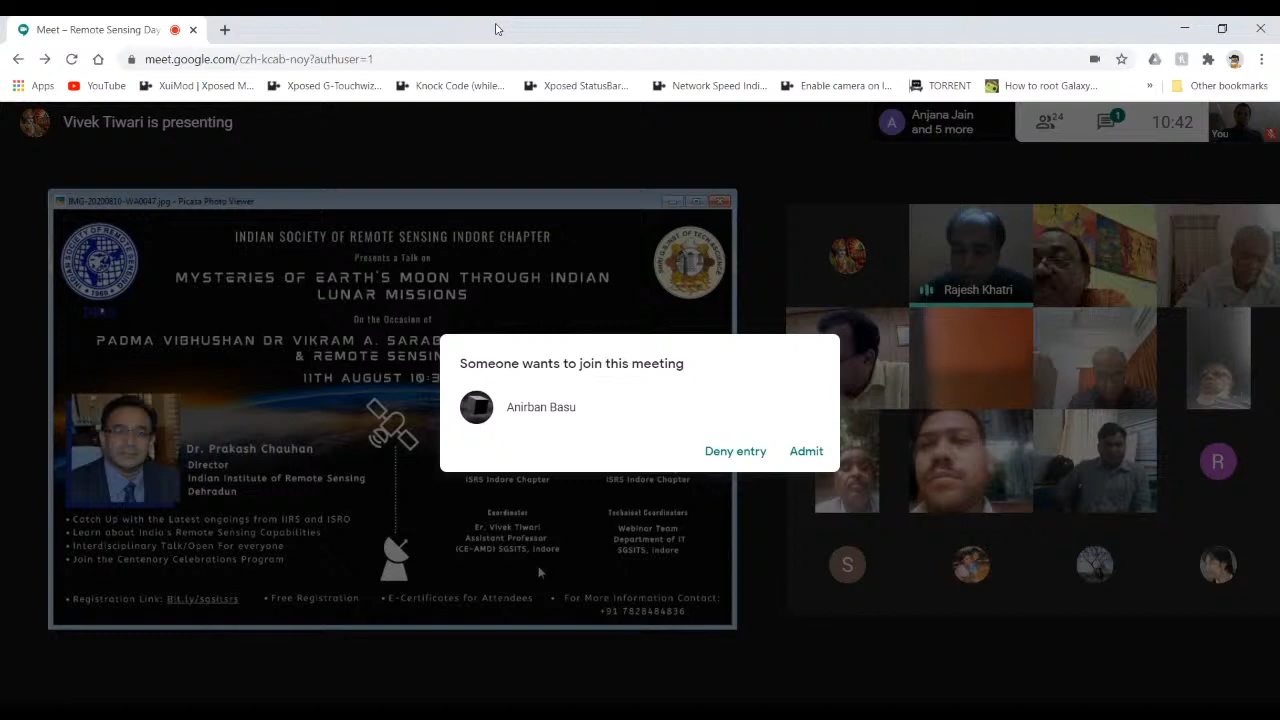 Meet – Remote Sensing Day
meet.google.com/czh-kcab-noy?authuser=1
Apps
YouTube
XuiMod | Xposed M...
Xposed G-Touchwiz...
Knock Code (while...
Xposed StatusBar...
Network Speed Indi...
Enable camera on l...
TORRENT
How to root Galaxy...
»
Other bookmarks
Vivek Tiwari is presenting
A
Anjana Jain
and 5 more
24
1
10:42
You
IMG-20200810-WA0047.jpg - Picasa Photo Viewer
INDIAN SOCIETY OF REMOTE SENSING INDORE CHAPTER
Presents a Talk on
MYSTERIES OF EARTH'S MOON THROUGH INDIAN
LUNAR MISSIONS
On the Occasion of
PADMA VIBHUSHAN DR VIKRAM A. SARA
& REMOTE SENSI
11TH AUGUST 10:3
Dr. Prakash Chauhan
Director
Indian Institute of Remote Sensing
Dehradun
• Catch Up with the Latest ongoings from IIRS and ISRO
• Learn about India's Remote Sensing Capabilities
• Interdisciplinary Talk/Open For everyone
• Join the Centenary Celebrations Program
ISRS Indore Chapter
ISRS Indore Chapter
Coordinator
Er. Vivek Tiwari
Assistant Professor
(CE-AMD) SGSITS, Indore
Technical Coordinators
Webinar Team
Department of IT
SGSITS, Indore
• Registration Link: Bit.ly/sgsitsrs
• Free Registration
• E-Certificates for Attendees
• For More Information Contact:
+91 7828484836
Someone wants to join this meeting
Anirban Basu
Deny entry
Admit
Rajesh Khatri
R
S